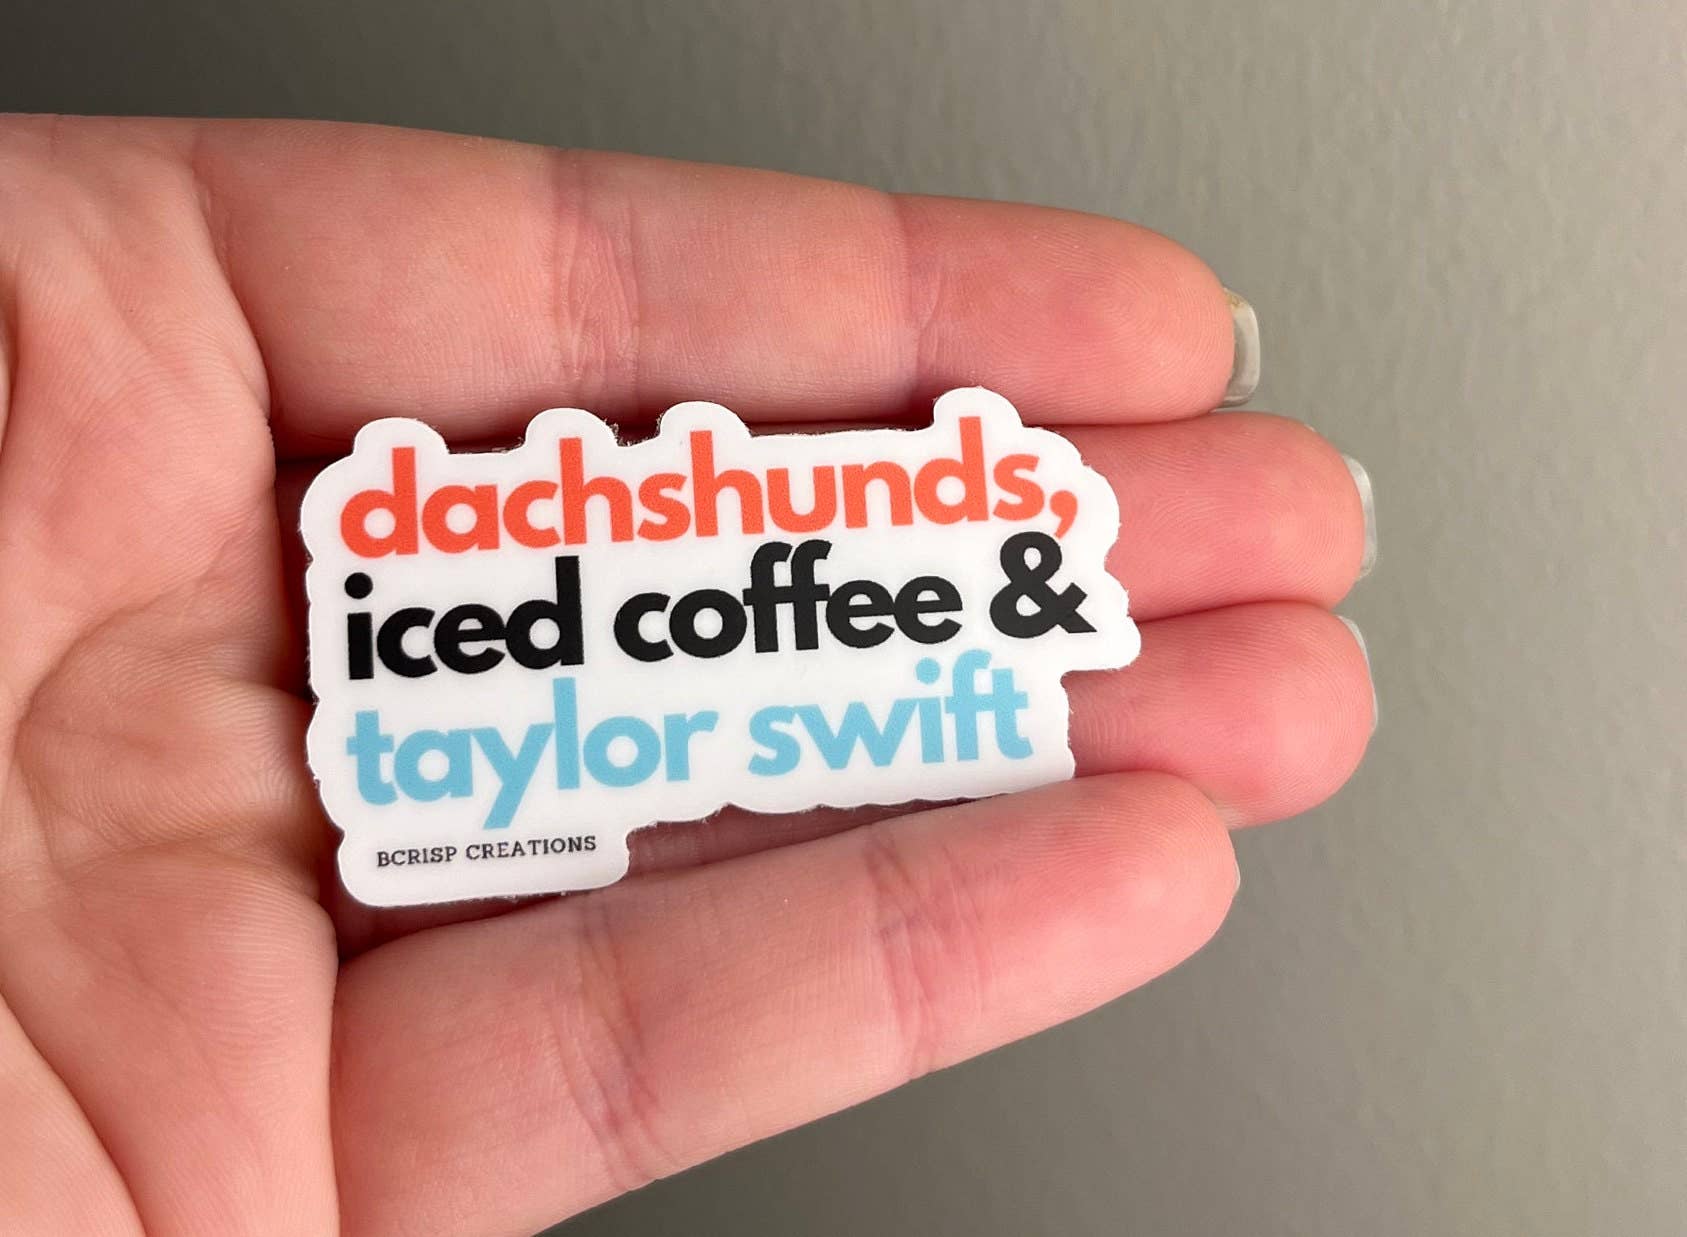 dachshunds,
iced coffee &
taylor swift
BCRISP CREATIONS